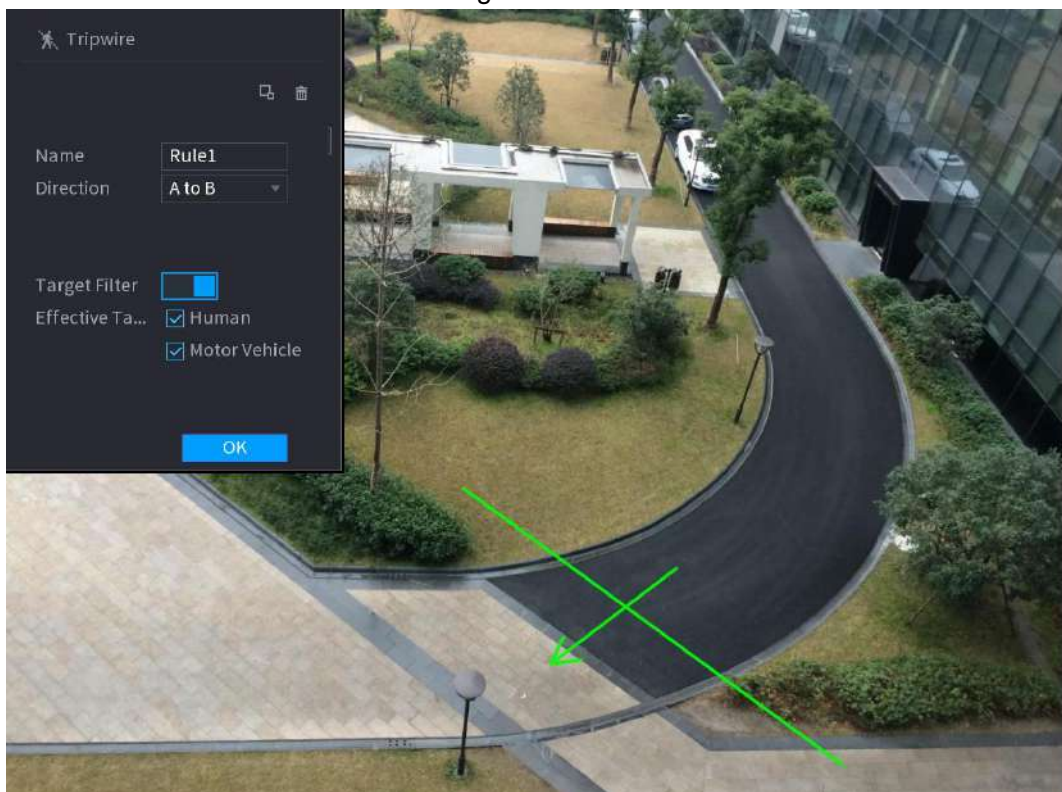 Tripwire
Name Rule1
Direction A to B
Target Filter
Effective Ta... Human
Motor Vehicle
OK